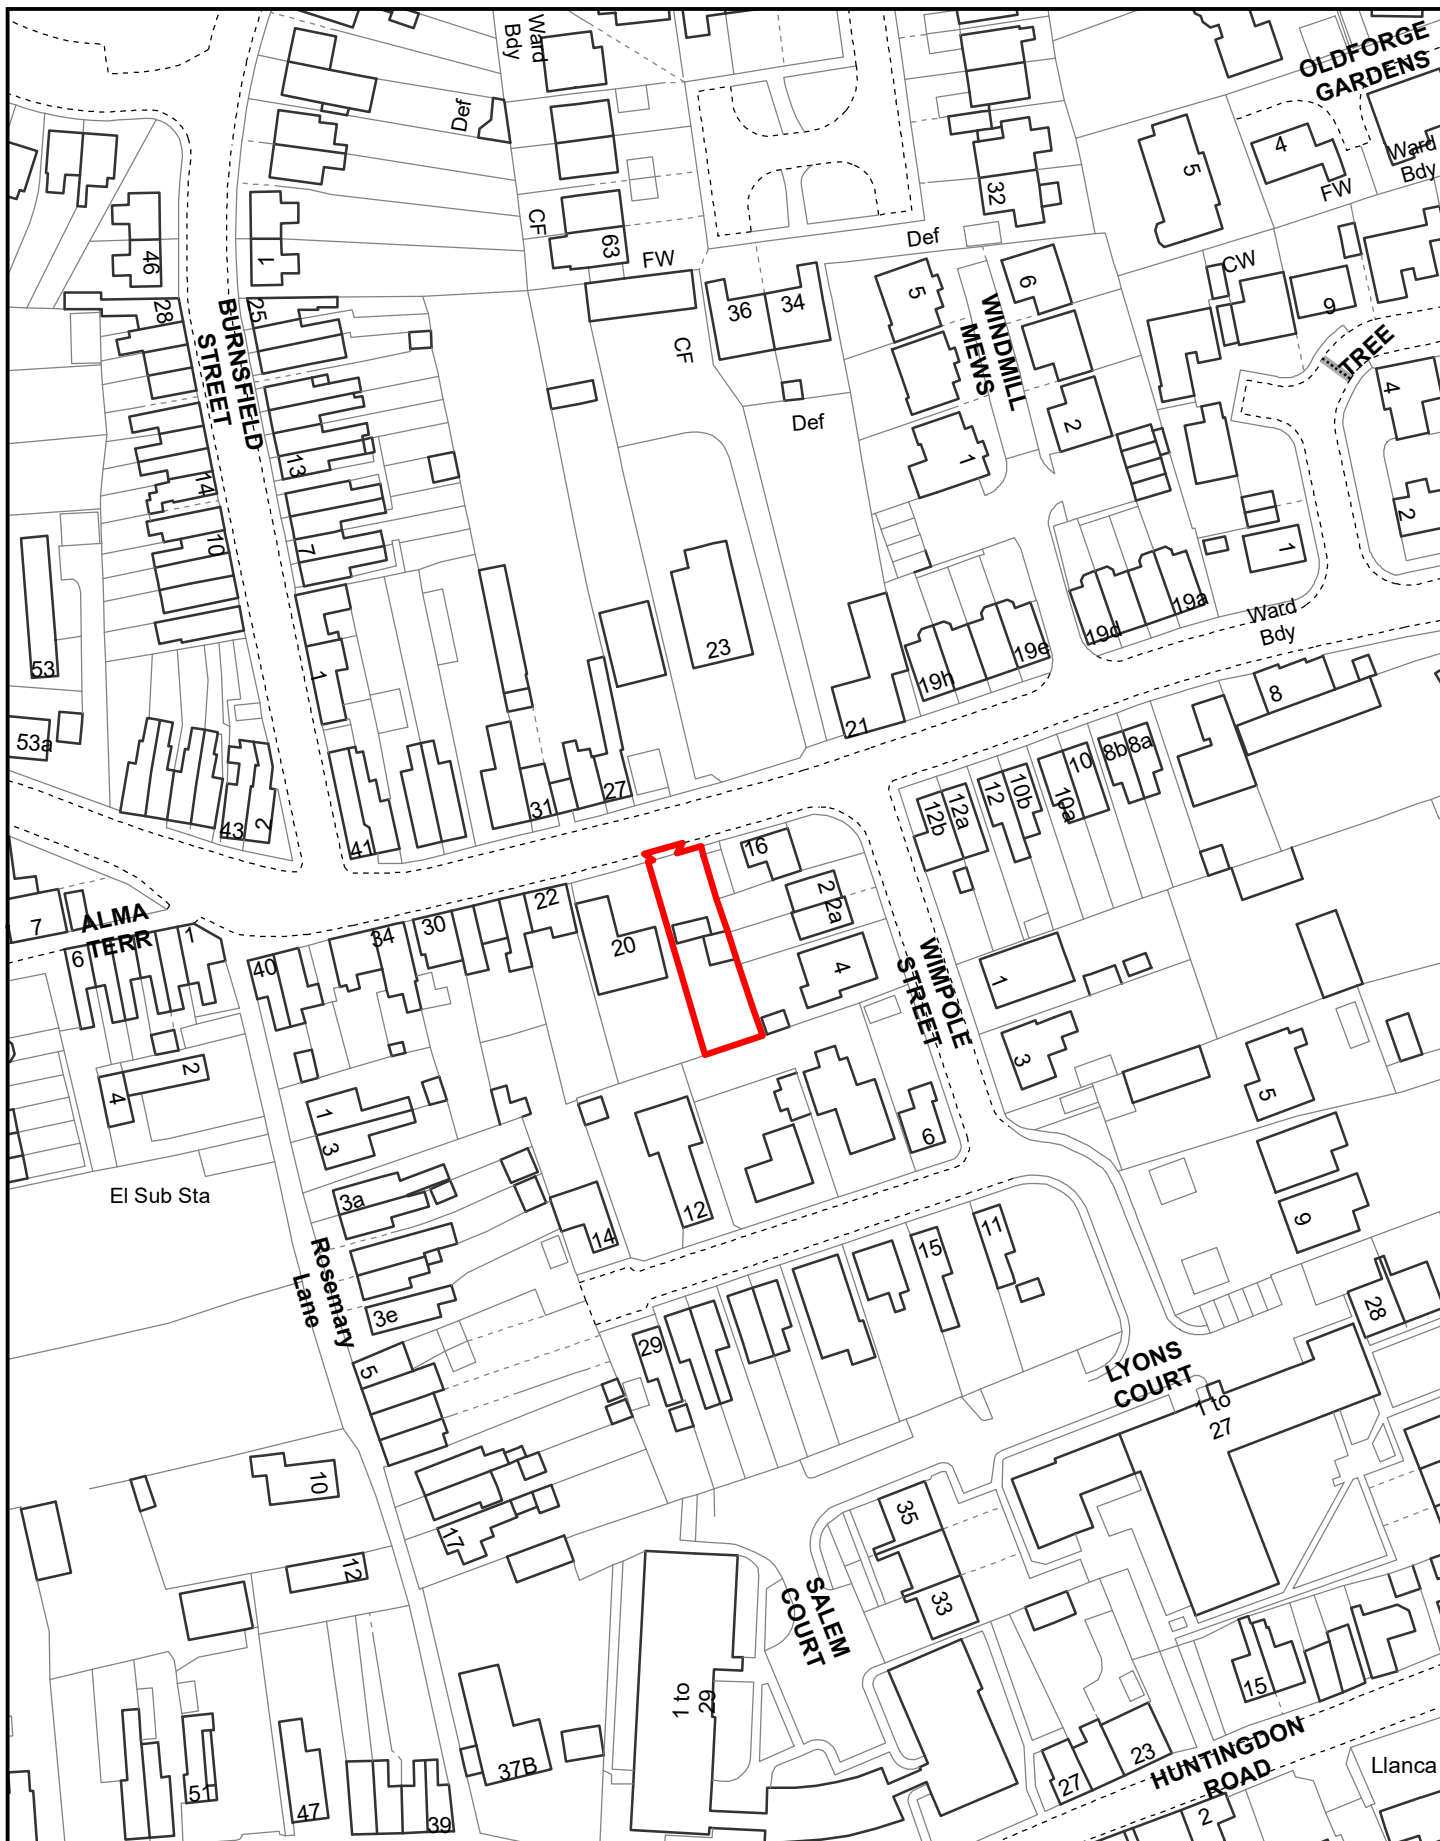 Ward
Bdy
OLDFORGE
GARDENS
Def
4
Ward
Bdy
5
FW
32
CF
63
Def
46
1
FW
CW
5
6
28
25
36
34
9
BURNSFIELD
STREET
WINDMILL
MEWS
TREE
CF
4
Def
2
13
1
14
2
10
7
1
19a
Ward
Bdy
19d
23
19e
53
1
19h
8
21
53a
8b
8a
10
27
12
10b
31
10a
12b
12a
43
2
41
16
2
2a
22
7
ALMA
TERR
1
34
30
20
6
40
4
WIMPOLE
STREET
1
3
2
4
1
5
3
6
El Sub Sta
3a
12
14
15
11
9
Rosemary
Lane
3e
28
29
5
LYONS
COURT
1 to
27
10
35
17
12
33
SALEM
COURT
1 to
29
15
HUNTINGDON
ROAD
23
27
37B
Llanca
51
47
39
2